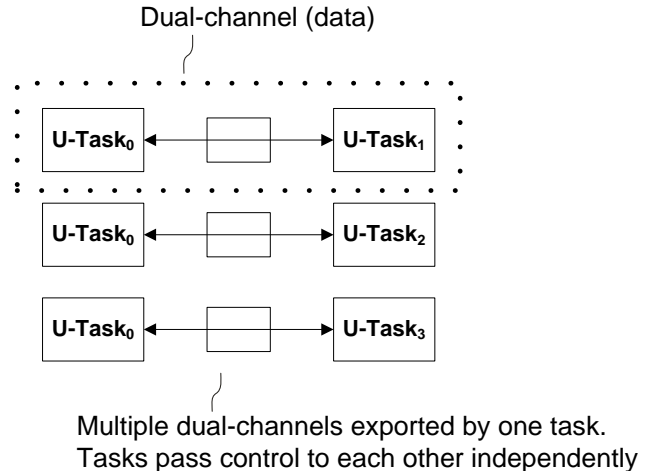 Dual-channel (data)
U-Task₀ U-Task₁
U-Task₀ U-Task₂
U-Task₀ U-Task₃
Multiple dual-channels exported by one task.
Tasks pass control to each other independently